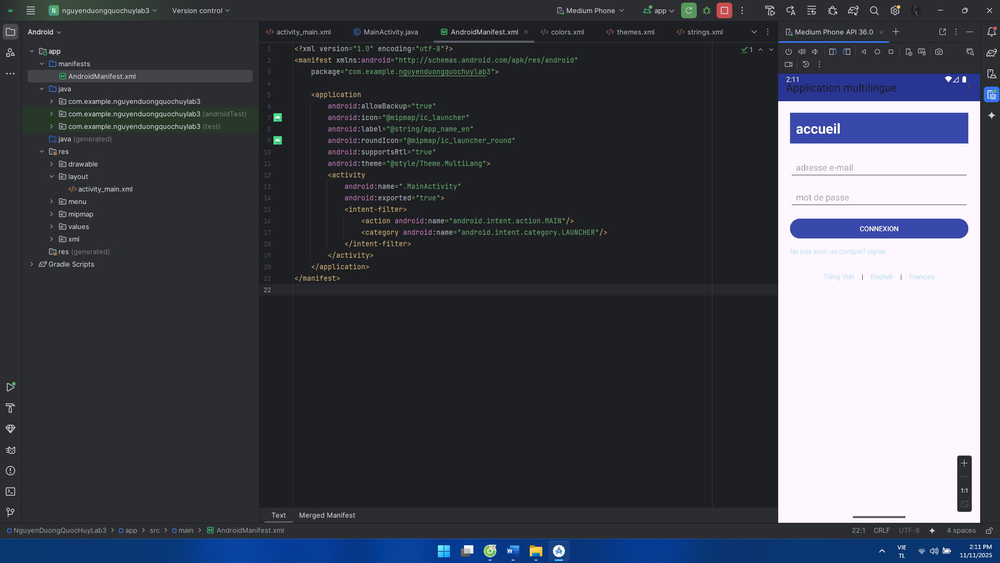 N nguyenduongquochuylab3 Version control Medium Phone app
Android
app
manifests
AndroidManifest.xml
java
com.example.nguyenduongquochuylab3
com.example.nguyenduongquochuylab3 (androidTest)
com.example.nguyenduongquochuylab3 (test)
java (generated)
res
drawable
layout
activity_main.xml
menu
mipmap
values
xml
res (generated)
Gradle Scripts
activity_main.xml MainActivity.java AndroidManifest.xml colors.xml themes.xml strings.xml
1 <?xml version="1.0" encoding="utf-8"?>
2 <manifest xmlns:android="http://schemas.android.com/apk/res/android"
3 package="com.example.nguyenduongquochuylab3">
4
5 <application
6 android:allowBackup="true"
7 android:icon="@mipmap/ic_launcher"
8 android:label="@string/app_name_en"
9 android:roundIcon="@mipmap/ic_launcher_round"
10 android:supportsRtl="true"
11 android:theme="@style/Theme.MultiLang">
12 <activity
13 android:name=".MainActivity"
14 android:exported="true">
15 <intent-filter>
16 <action android:name="android.intent.action.MAIN"/>
17 <category android:name="android.intent.category.LAUNCHER"/>
18 </intent-filter>
19 </activity>
20 </application>
21 </manifest>
22
1
Text Merged Manifest
Medium Phone API 36.0
2:11
Application multilingue
accueil
adresse e-mail
mot de passe
CONNEXION
Ne pas avoir un compte? signer
Tiếng Việt | English | Français
1:1
NguyenDuongQuocHuyLab3 > app > src > main > AndroidManifest.xml
22:1 CRLF UTF-8 4 spaces
VIE
TL
2:11 PM
11/11/2025